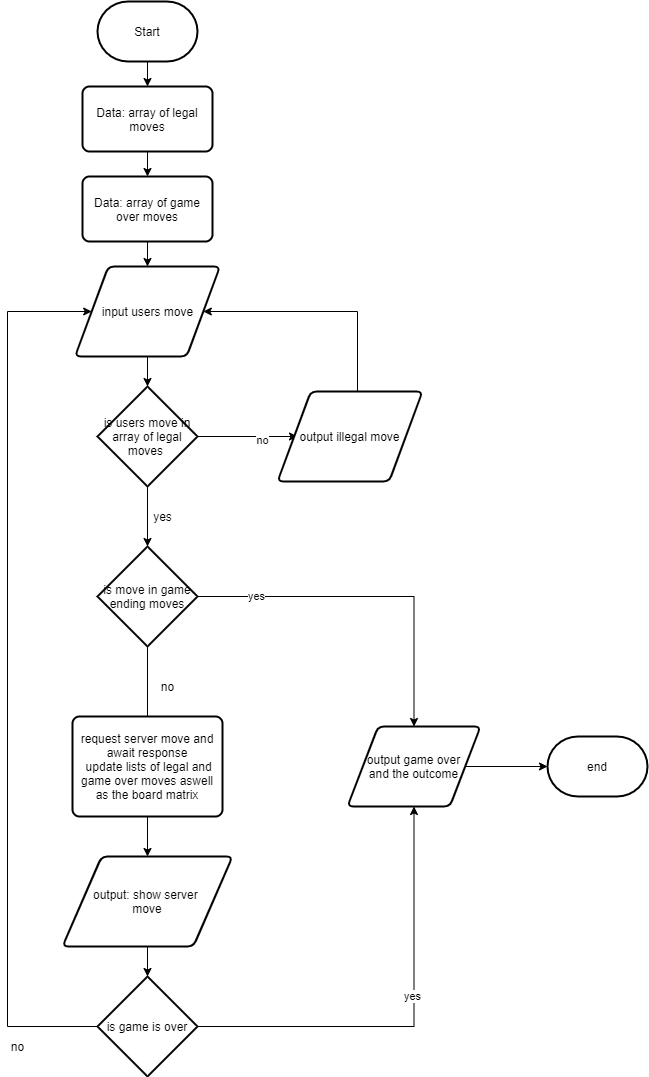 Start
Data: array of legal
moves
Data: array of game
over moves
input users move
is users move in
array of legal
moves
no
output illegal move
yes
is move in game
ending moves
yes
no
request server move and
await response
update lists of legal and
game over moves aswell
as the board matrix
output game over
and the outcome
end
output: show server
move
yes
is game is over
no